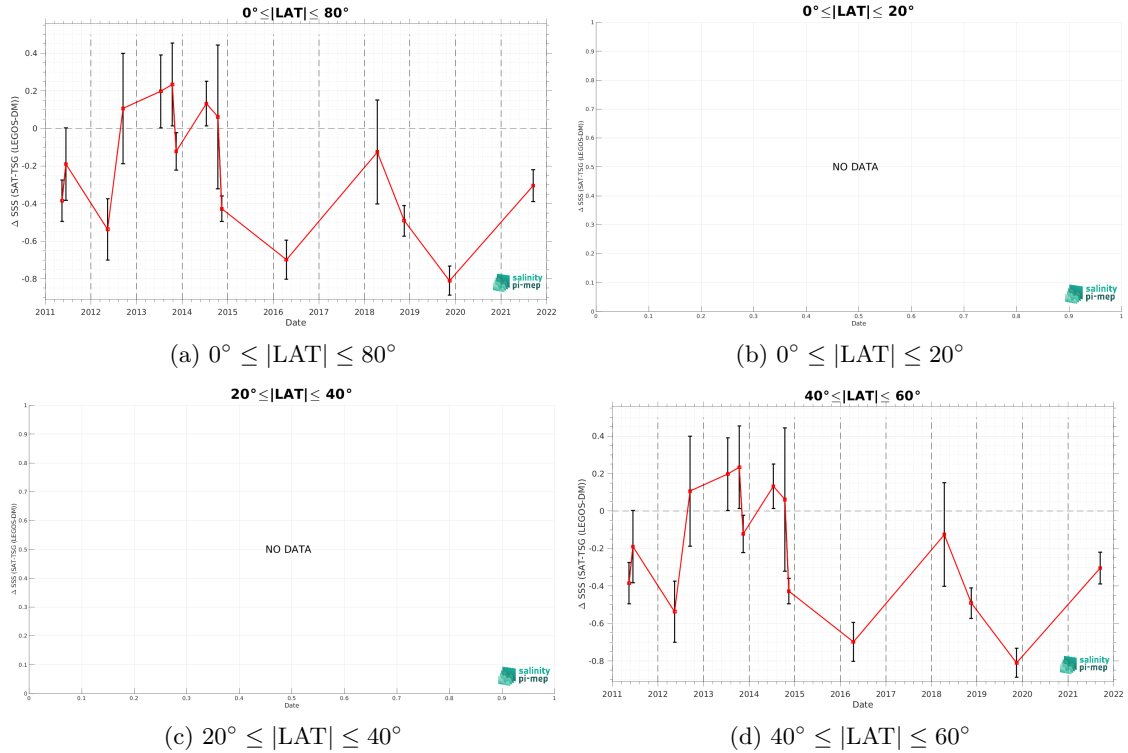 0°≤|LAT|≤ 80°
Δ SSS (SAT-TSG (LEGOS-DM))
0.4
0.2
0
-0.2
-0.4
-0.6
-0.8
2011 2012 2013 2014 2015 2016 2017 2018 2019 2020 2021 2022
Date
salinity
pi-mep
(a) 0° ≤ |LAT| ≤ 80°
0°≤|LAT|≤ 20°
Δ SSS (SAT-TSG (LEGOS-DM))
1
0.9
0.8
0.7
0.6
0.5
0.4
0.3
0.2
0.1
0
NO DATA
0 0.1 0.2 0.3 0.4 0.5 0.6 0.7 0.8 0.9 1
Date
salinity
pi-mep
(b) 0° ≤ |LAT| ≤ 20°
20°≤|LAT|≤ 40°
Δ SSS (SAT-TSG (LEGOS-DM))
1
0.9
0.8
0.7
0.6
0.5
0.4
0.3
0.2
0.1
0
NO DATA
0 0.1 0.2 0.3 0.4 0.5 0.6 0.7 0.8 0.9 1
Date
salinity
pi-mep
(c) 20° ≤ |LAT| ≤ 40°
40°≤|LAT|≤ 60°
Δ SSS (SAT-TSG (LEGOS-DM))
0.4
0.2
0
-0.2
-0.4
-0.6
-0.8
2011 2012 2013 2014 2015 2016 2017 2018 2019 2020 2021 2022
Date
salinity
pi-mep
(d) 40° ≤ |LAT| ≤ 60°